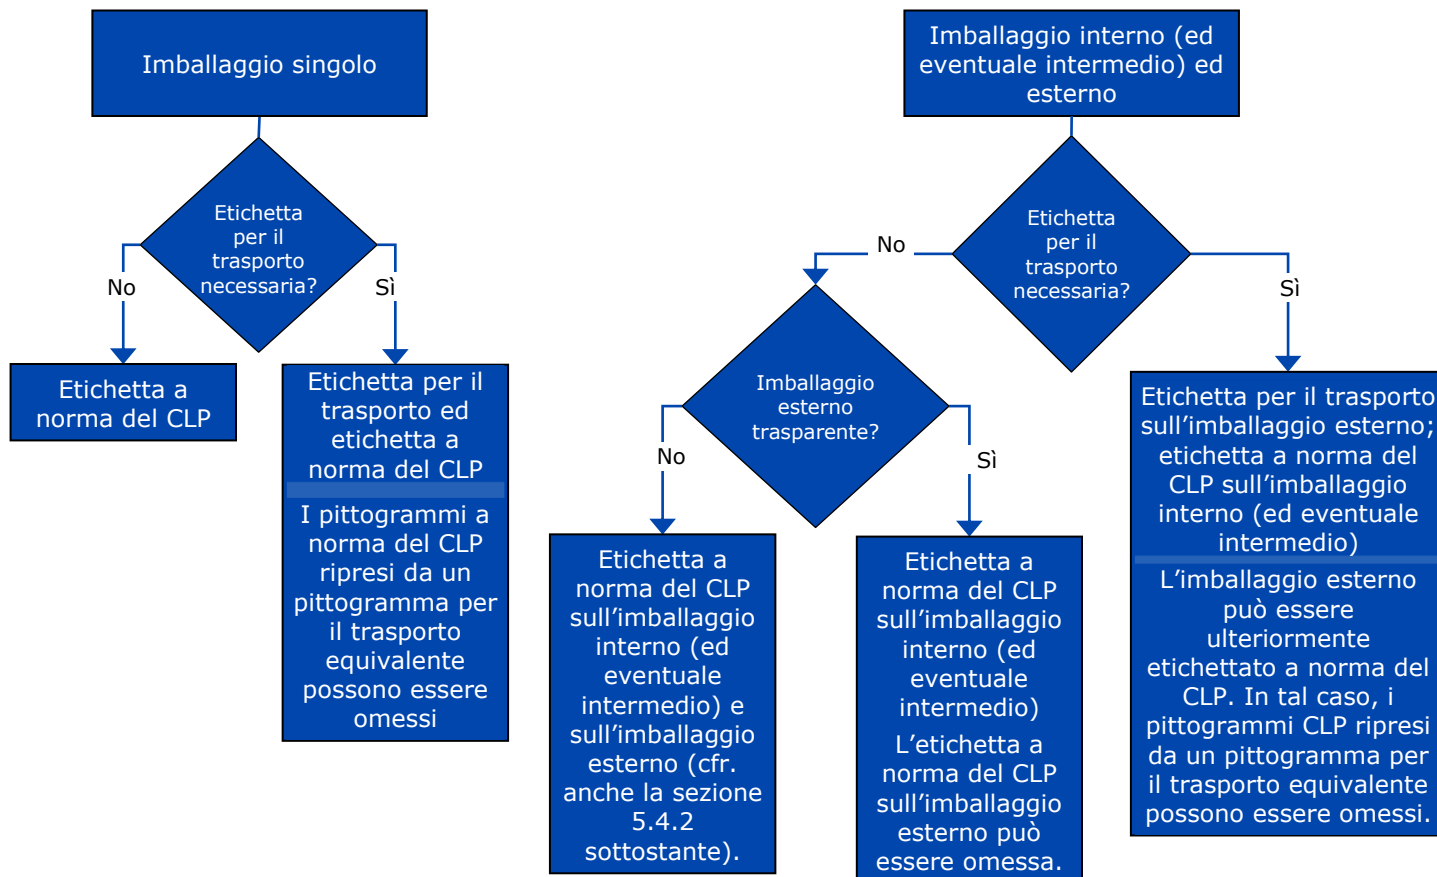 Imballaggio singolo
Etichetta
per il
trasporto
necessaria?
No
Sì
Etichetta a
norma del CLP
Etichetta per il
trasporto ed
etichetta a
norma del CLP
I pittogrammi a
norma del CLP
ripresi da un
pittogramma per
il trasporto
equivalente
possono essere
omessi
Imballaggio interno (ed
eventuale intermedio) ed
esterno
Etichetta
per il
trasporto
necessaria?
No
Sì
Imballaggio
esterno
trasparente?
No
Sì
Etichetta a
norma del CLP
sull’imballaggio
interno (ed
eventuale
intermedio) e
sull’imballaggio
esterno (cfr.
anche la sezione
5.4.2
sottostante).
Etichetta a
norma del CLP
sull’imballaggio
interno (ed
eventuale
intermedio)
L’etichetta a
norma del CLP
sull’imballaggio
esterno può
essere omessa.
Etichetta per il trasporto
sull’imballaggio esterno;
etichetta a norma del
CLP sull’imballaggio
interno (ed eventuale
intermedio)
L’imballaggio esterno
può essere
ulteriormente
etichettato a norma del
CLP. In tal caso, i
pittogrammi CLP ripresi
da un pittogramma per
il trasporto equivalente
possono essere omessi.